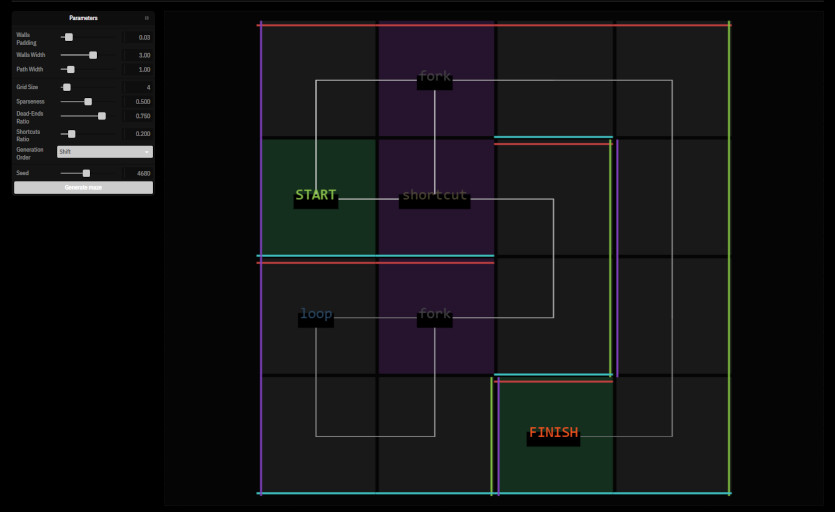 Parameters
Walls
Padding
0.03
Walls Width
3.00
Path Width
1.00
Grid Size
4
Sparseness
0.500
Dead-Ends
Ratio
0.750
Shortcuts
Ratio
0.200
Generation
Order
Shift
Seed
4680
Generate maze
fork
START
shortcut
loop
fork
FINISH